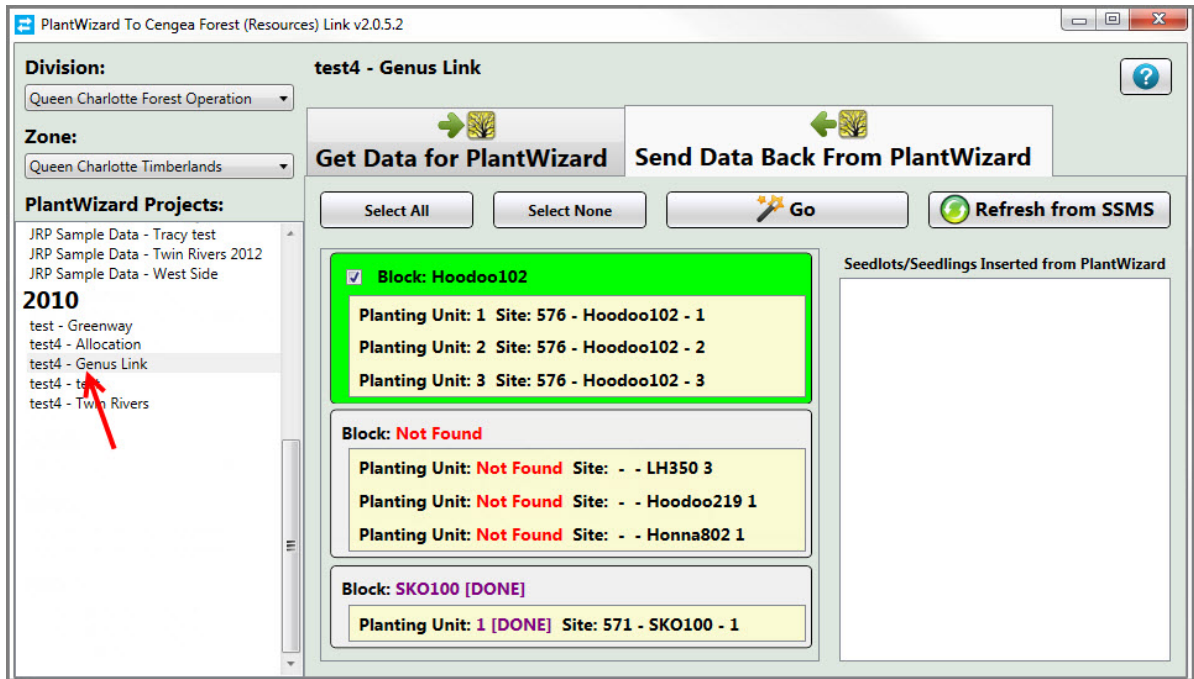 PlantWizard To Cengea Forest (Resources) Link v2.0.5.2
Division:
Queen Charlotte Forest Operation
Zone:
Queen Charlotte Timberlands
PlantWizard Projects:
JRP Sample Data - Tracy test
JRP Sample Data - Twin Rivers 2012
JRP Sample Data - West Side
2010
test - Greenway
test4 - Allocation
test4 - Genus Link
test4 -
test4 - Twin Rivers
test4 - Genus Link
?
Get Data for PlantWizard
Send Data Back From PlantWizard
Select All
Select None
Go
Refresh from SSMS
Block: Hoodoo102
Planting Unit: 1 Site: 576 - Hoodoo102 - 1
Planting Unit: 2 Site: 576 - Hoodoo102 - 2
Planting Unit: 3 Site: 576 - Hoodoo102 - 3
Block: Not Found
Planting Unit: Not Found Site: - - LH350 3
Planting Unit: Not Found Site: - - Hoodoo219 1
Planting Unit: Not Found Site: - - Honna802 1
Block: SKO100 [DONE]
Planting Unit: 1 [DONE] Site: 571 - SKO100 - 1
Seedlots/Seedlings Inserted from PlantWizard